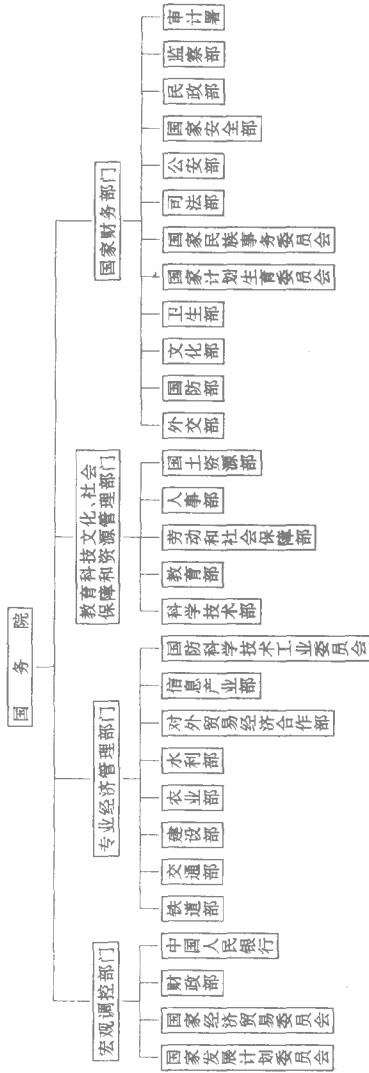 国务院
宏观调控部门
国家发展计划委员会
国家经济贸易委员会
财政部
中国人民银行
专业经济管理部门
铁道部
交通部
建设部
农业部
水利部
对外贸易经济合作部
信息产业部
国防科学技术工业委员会
教育科技文化、社会
保障和资源管理部门
科学技术部
教育部
劳动和社会保障部
人事部
国土资源部
国家财务部门
外交部
国防部
文化部
卫生部
国家计划生育委员会
国家民族事务委员会
司法部
公安部
国家安全部
民政部
监察部
审计署